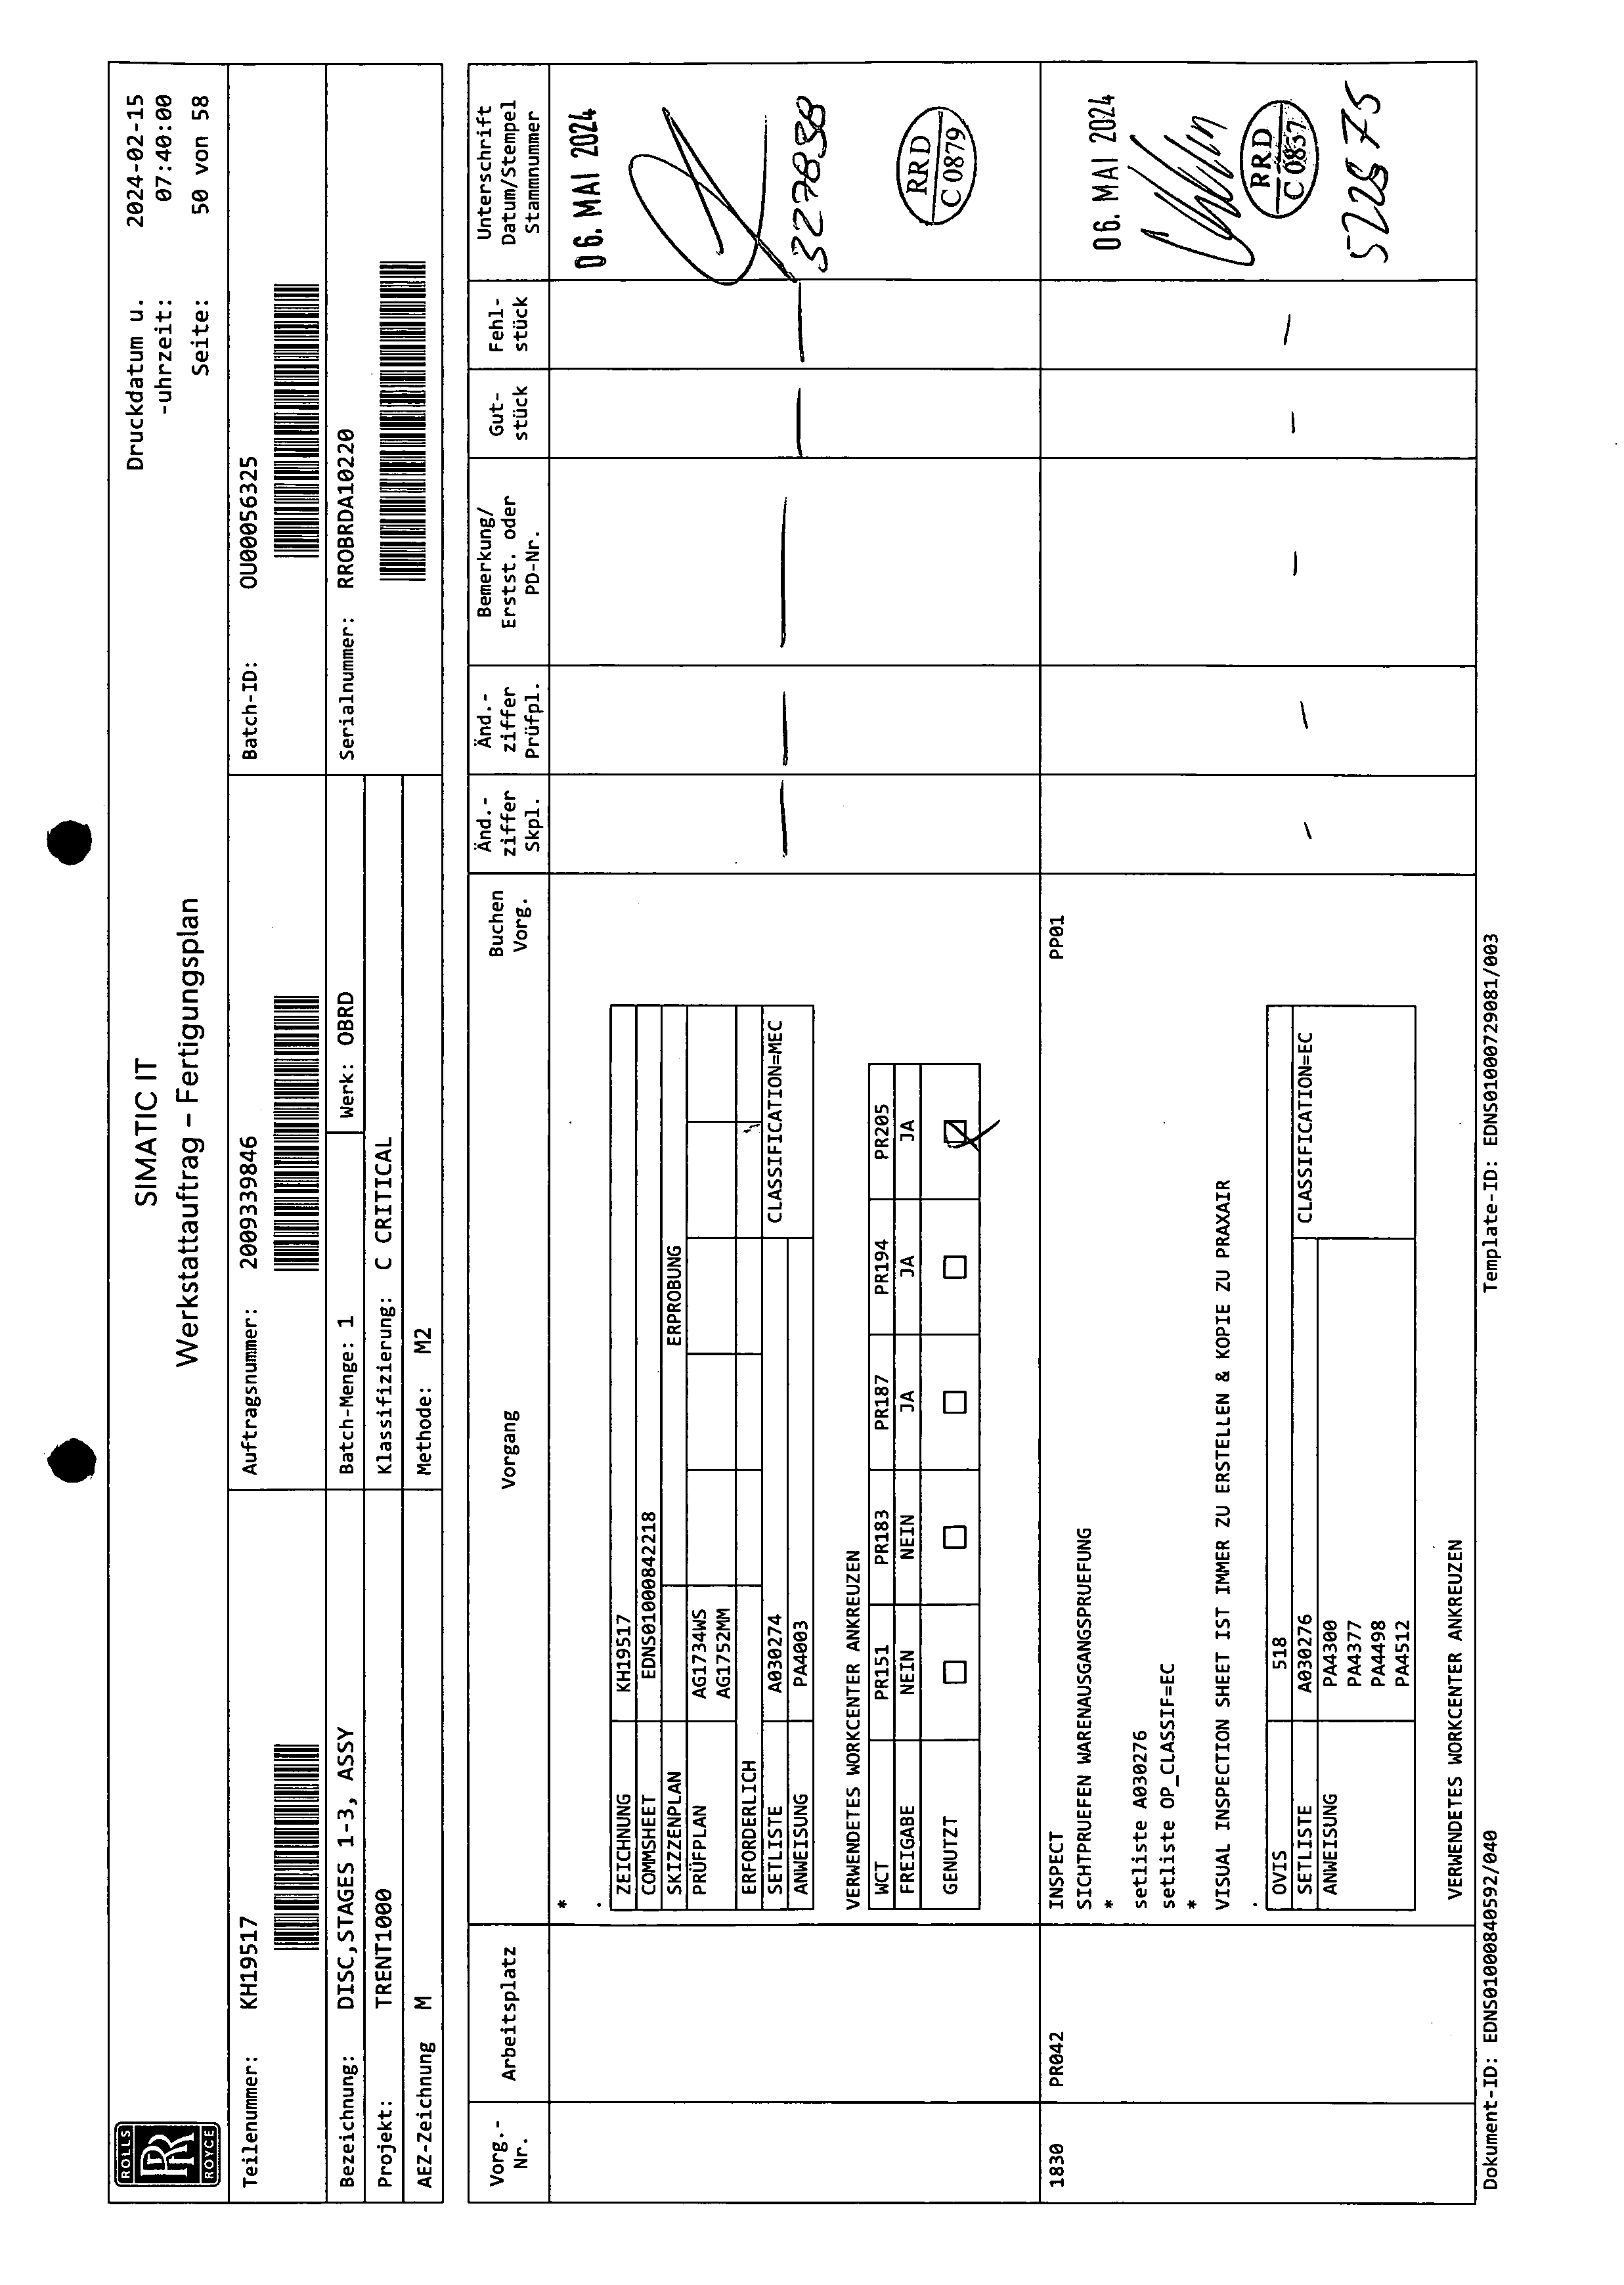 ROLLS
RR
ROYCE
SIMATIC IT
Werkstattauftrag – Fertigungsplan
Druckdatum u. 2024-02-15
-uhrzeit: 07:40:00
Seite: 50 von 58
Teilenummer: KH19517
Auftragsnummer: 2009339846
Batch-ID: OU00056325
Bezeichnung: DISC,STAGES 1-3, ASSY
Batch-Menge: 1
Werk: OBRD
Serialnummer: RROBRDA10220
Projekt: TRENT1000
Klassifizierung: C CRITICAL
AEZ-Zeichnung M
Methode: M2
Vorg.-Nr. Arbeitsplatz Vorgang Buchen Vorg. Änd.-ziffer Skpl. Änd.-ziffer Prüfpl. Bemerkung/ Erstst. oder PD-Nr. Gut-stück Fehl-stück Unterschrift Datum/Stempel Stammnummer
*
.
ZEICHNUNG KH19517
COMMSHEET EDNS01000842218
SKIZZENPLAN ERPROBUNG
PRÜFPLAN AG1734WS
AG1752MM
ERFORDERLICH
SETLISTE A030274 CLASSIFICATION=MEC
ANWEISUNG PA4003
VERWENDETES WORKCENTER ANKREUZEN
WCT PR151 PR183 PR187 PR194 PR205
FREIGABE NEIN NEIN JA JA JA
GENUTZT
06. MAI 2024
327838
RRD
C 0879
1830 PR042 INSPECT PP01
SICHTPRUEFEN WARENAUSGANGSPRUEFUNG
*
setliste A030276
setliste OP_CLASSIF=EC
*
VISUAL INSPECTION SHEET IST IMMER ZU ERSTELLEN & KOPIE ZU PRAXAIR
.
OVIS 518
SETLISTE A030276 CLASSIFICATION=EC
ANWEISUNG PA4300
PA4377
PA4498
PA4512
VERWENDETES WORKCENTER ANKREUZEN
06. MAI 2024
RRD
C 0837
522875
Dokument-ID: EDNS01000840592/040
Template-ID: EDNS01000729081/003